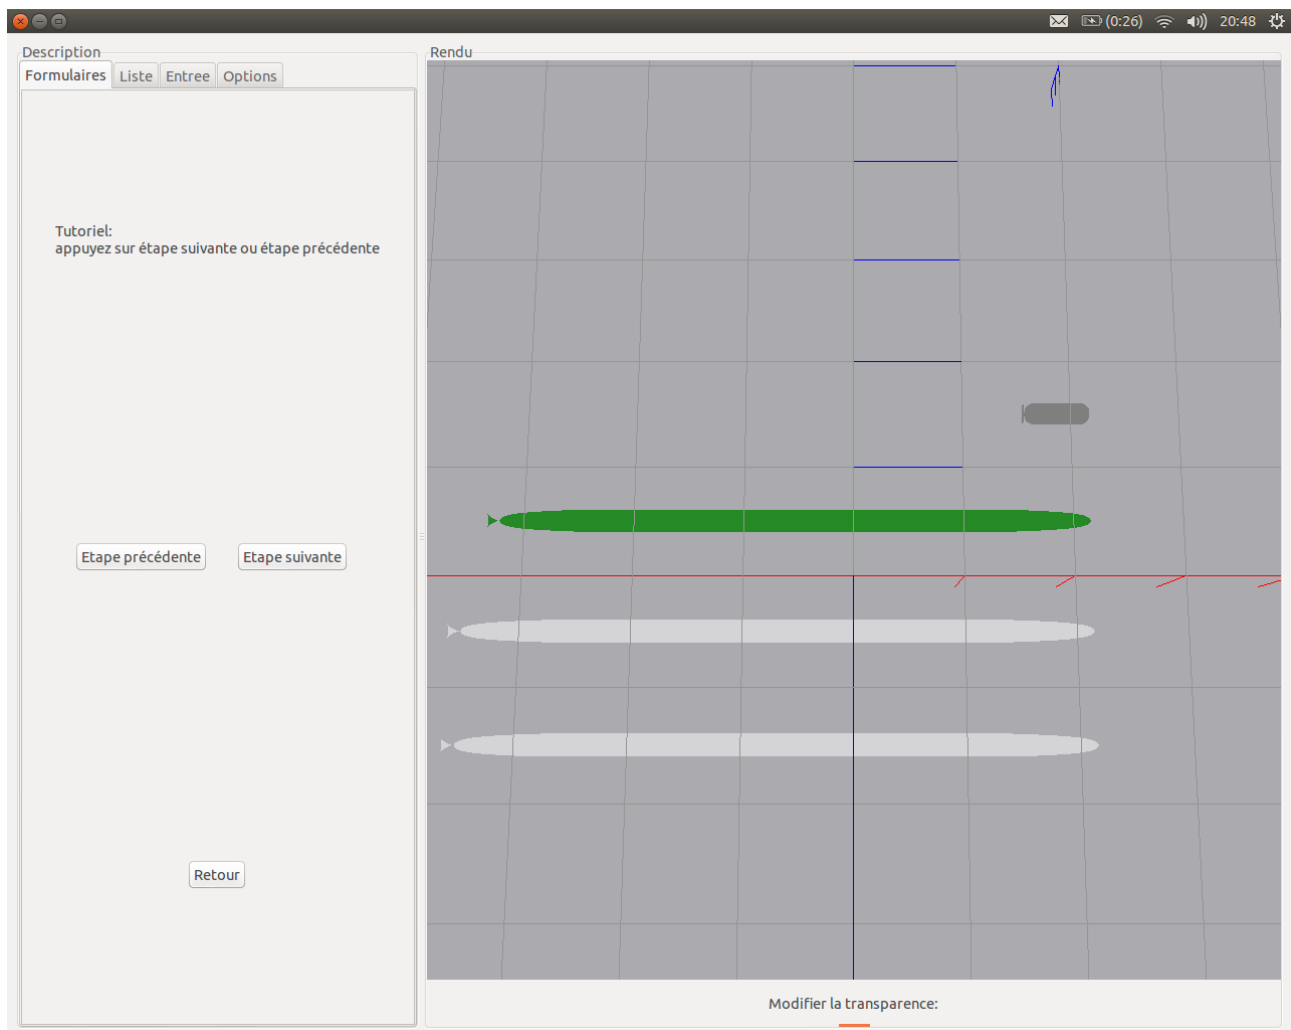 (0:26) 20:48
Description
Formulaires Liste Entree Options
Tutoriel:
appuyez sur étape suivante ou étape précédente
Etape précédente Etape suivante
Retour
Rendu
Modifier la transparence: